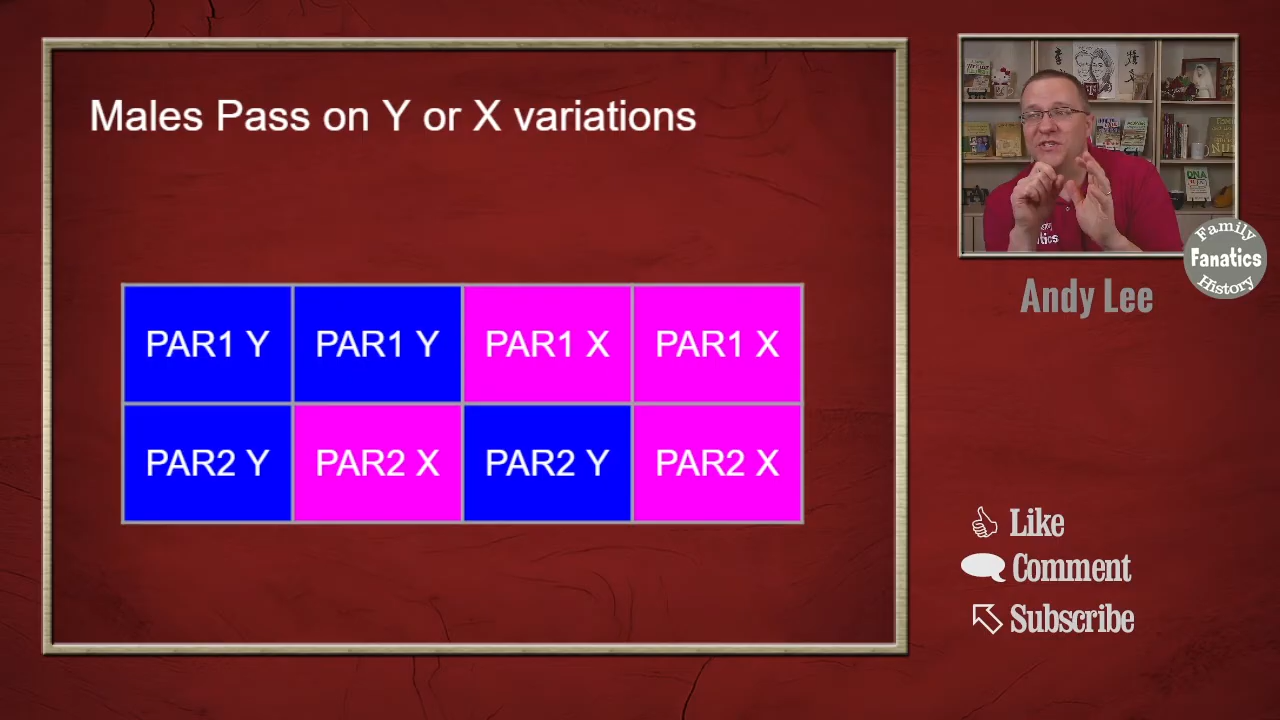 Males Pass on Y or X variations
PAR1 Y PAR1 Y PAR1 X PAR1 X
PAR2 Y PAR2 X PAR2 Y PAR2 X
DNA
Family
Fanatics
History
Andy Lee
Like
Comment
Subscribe